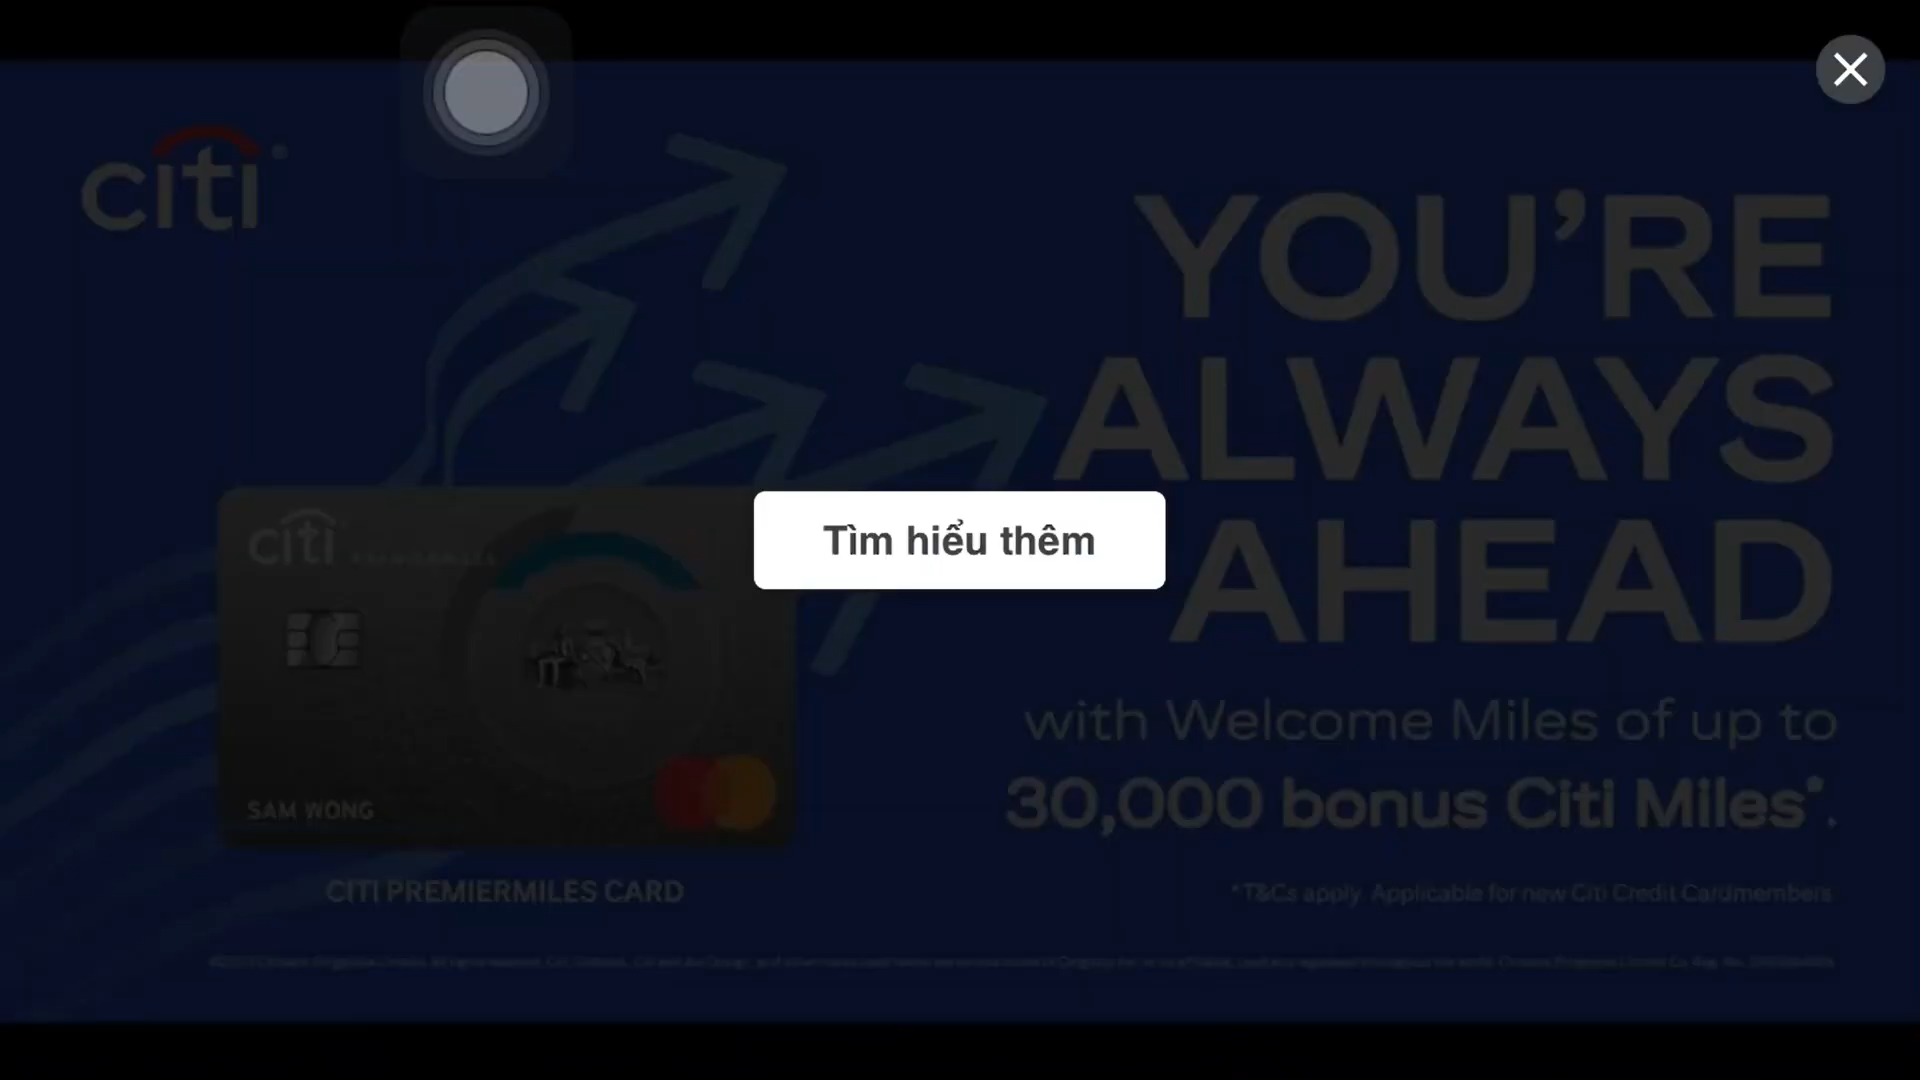 citi
YOU'RE
ALWAYS
AHEAD
citi
Tìm hiểu thêm
with Welcome Miles of up to
30,000 bonus Citi Miles*.
SAM WONG
CITI PREMIERMILES CARD
*T&Cs apply. Applicable for new Citi Credit Cardmembers